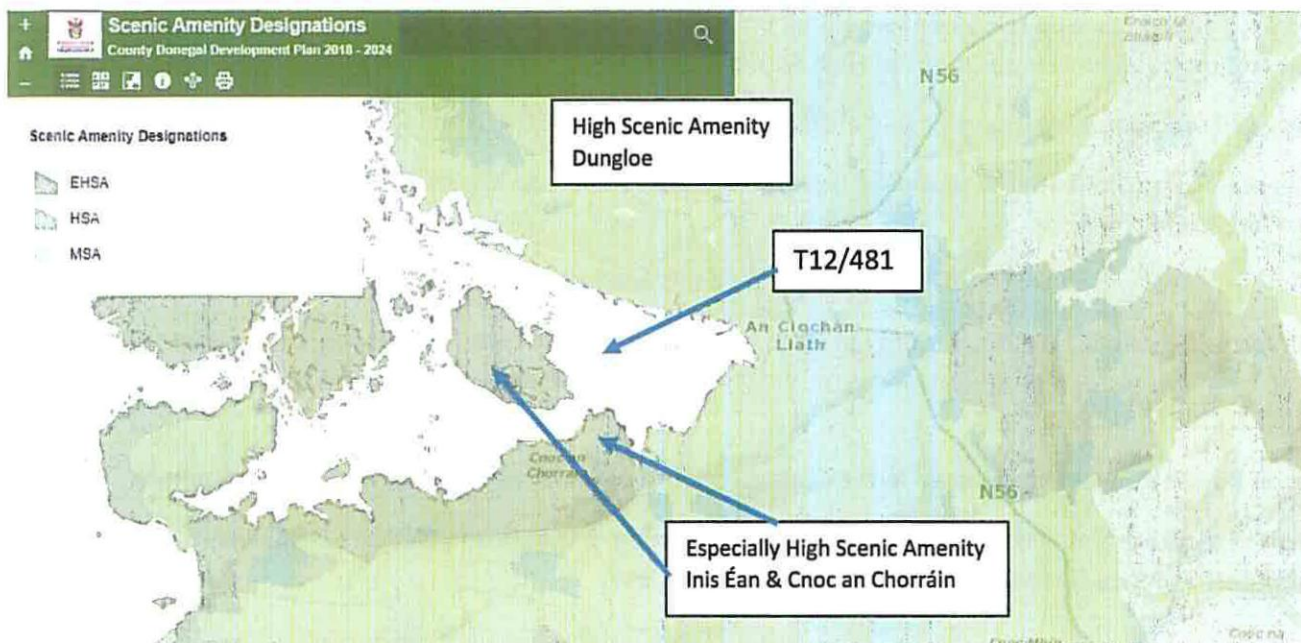 Scenic Amenity Designations
County Donegal Development Plan 2018 - 2024
Scenic Amenity Designations
EHSA
HSA
MSA
High Scenic Amenity
Dungloe
N56
T12/481
An Clochán
Liath
Cnoc an
Chorráin
N56
Especially High Scenic Amenity
Inis Éan & Cnoc an Chorráin
Cnoc na